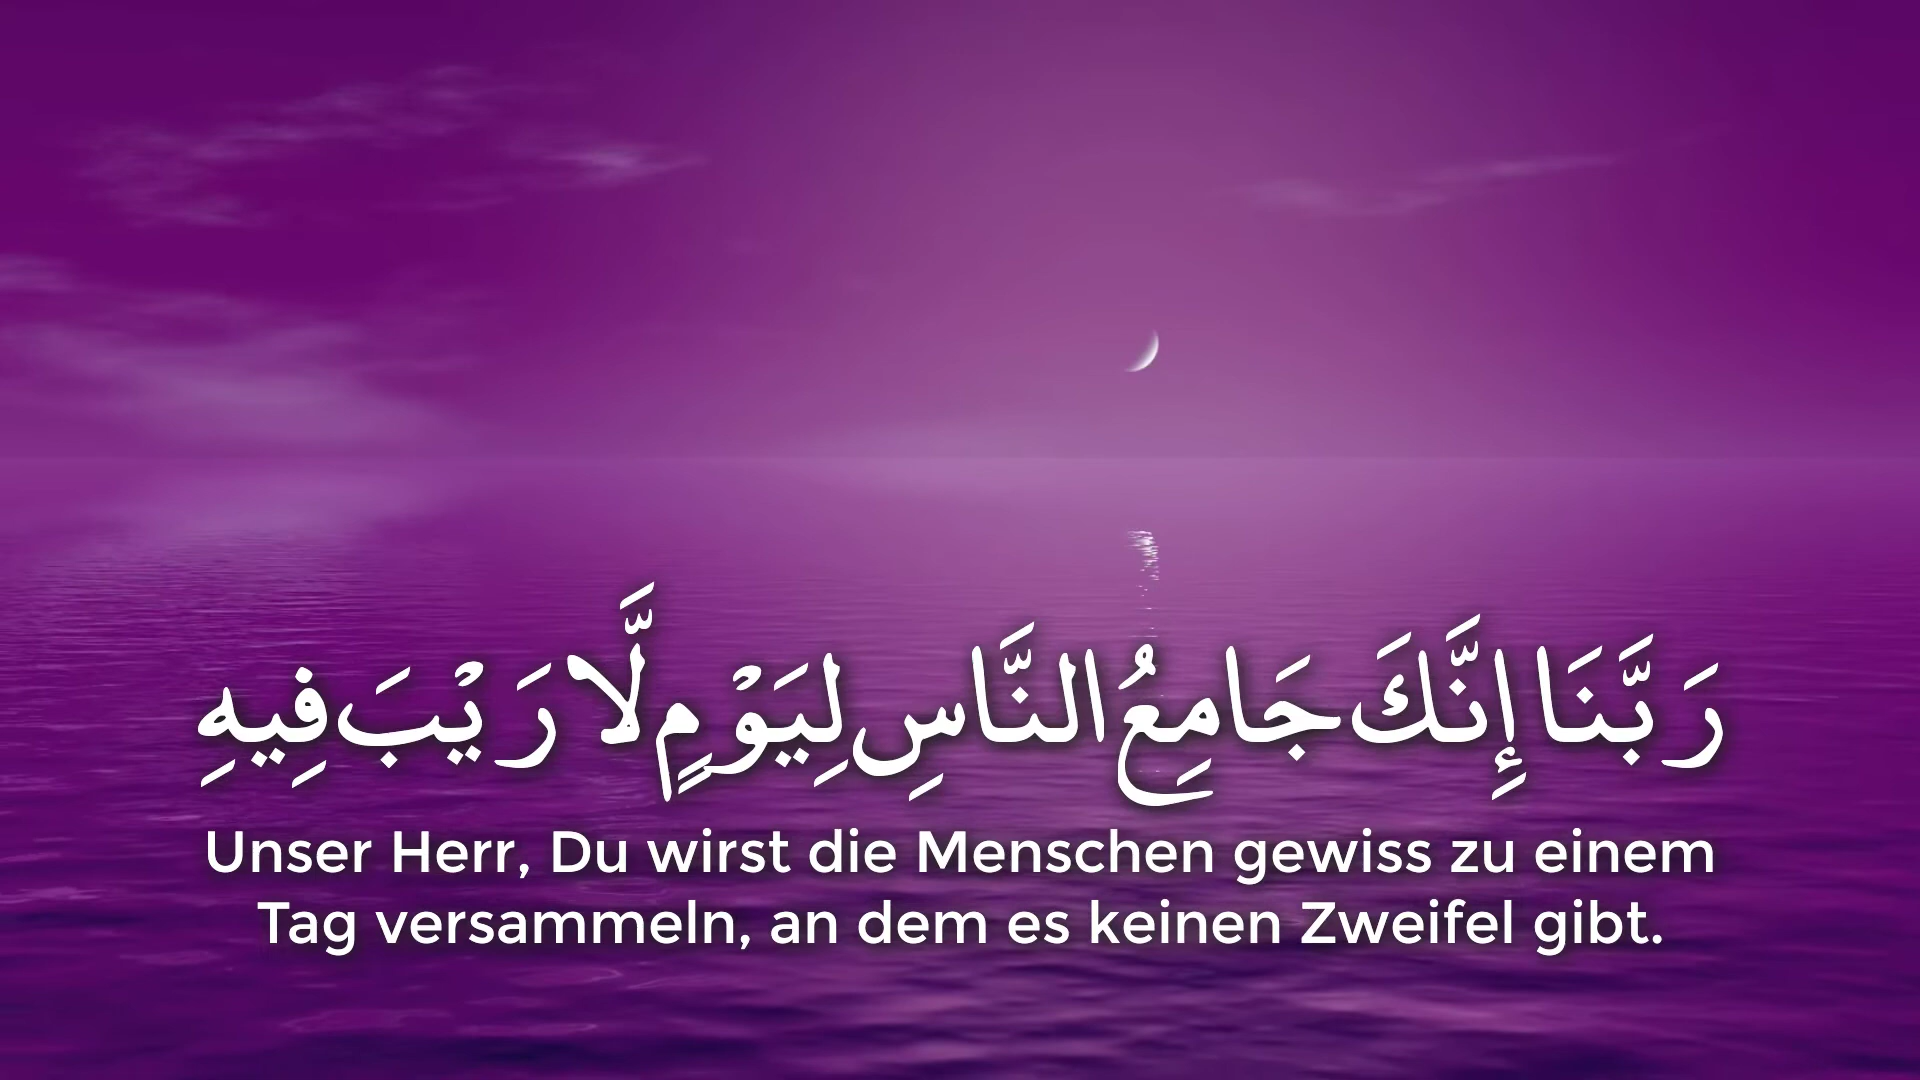 رَبَّنَا إِنَّكَ جَامِعُ النَّاسِ لِيَوْمٍ لَّا رَيْبَ فِيهِ
Unser Herr, Du wirst die Menschen gewiss zu einem
Tag versammeln, an dem es keinen Zweifel gibt.